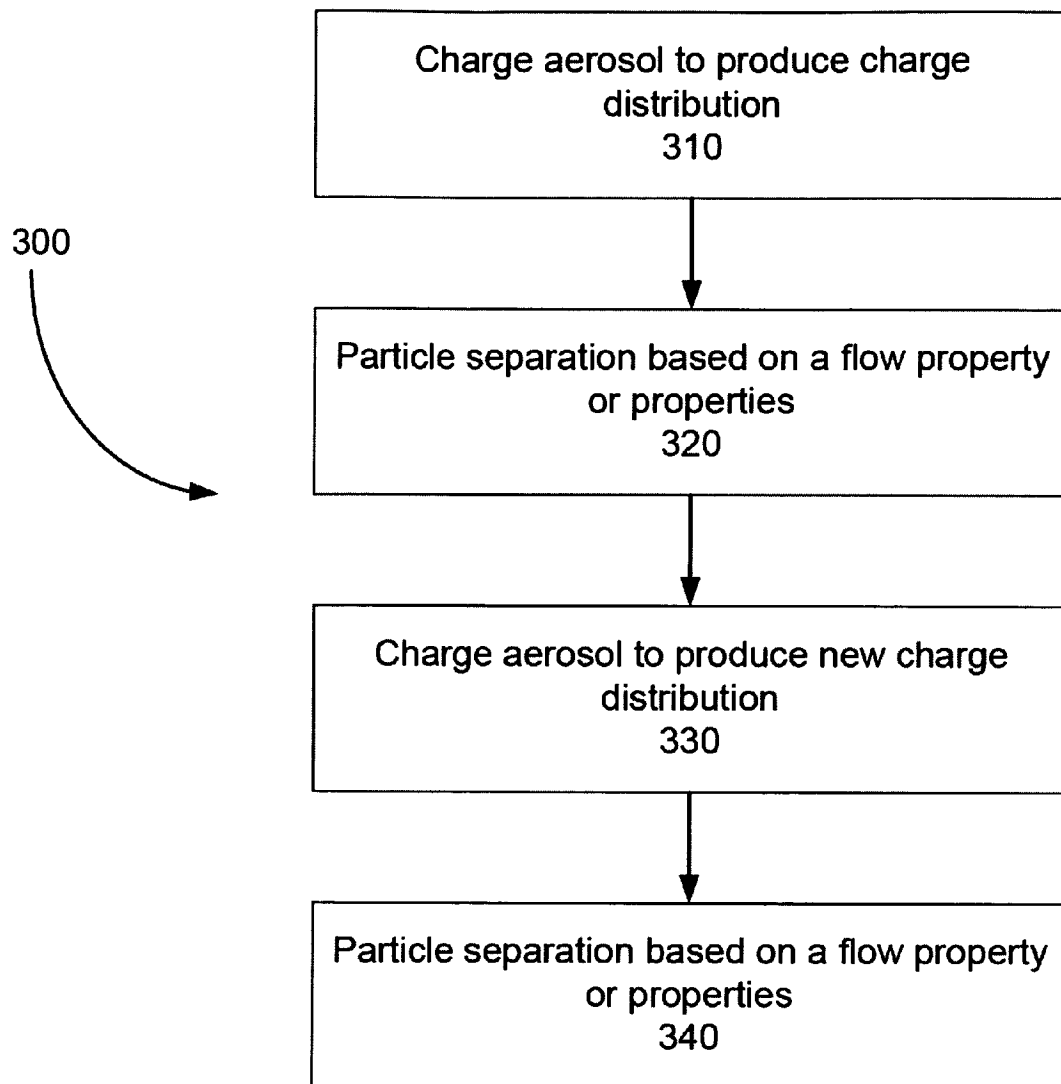 Charge aerosol to produce charge
distribution
310
300
Particle separation based on a flow property
or properties
320
Charge aerosol to produce new charge
distribution
330
Particle separation based on a flow property
or properties
340